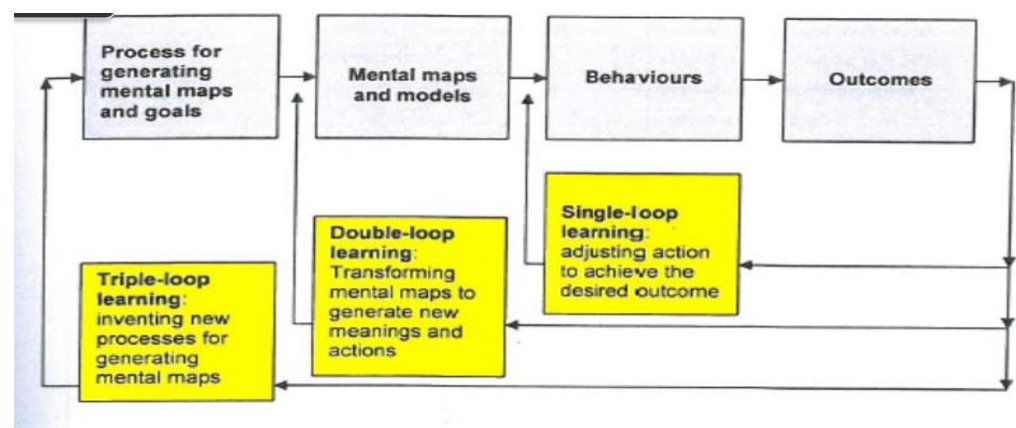 Process for
generating
mental maps
and goals
Mental maps
and models
Behaviours
Outcomes
Single-loop
learning:
adjusting action
to achieve the
desired outcome
Double-loop
learning:
Transforming
mental maps to
generate new
meanings and
actions
Triple-loop
learning:
inventing new
processes for
generating
mental maps